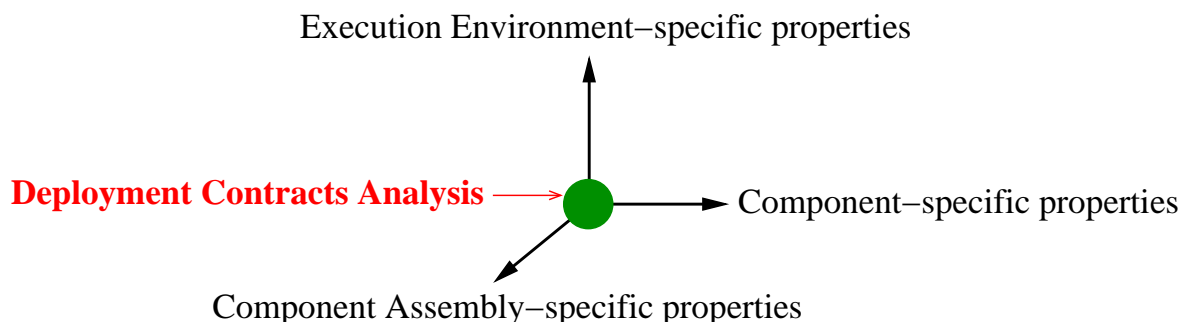 Execution Environment−specific properties
Deployment Contracts Analysis
Component−specific properties
Component Assembly−specific properties